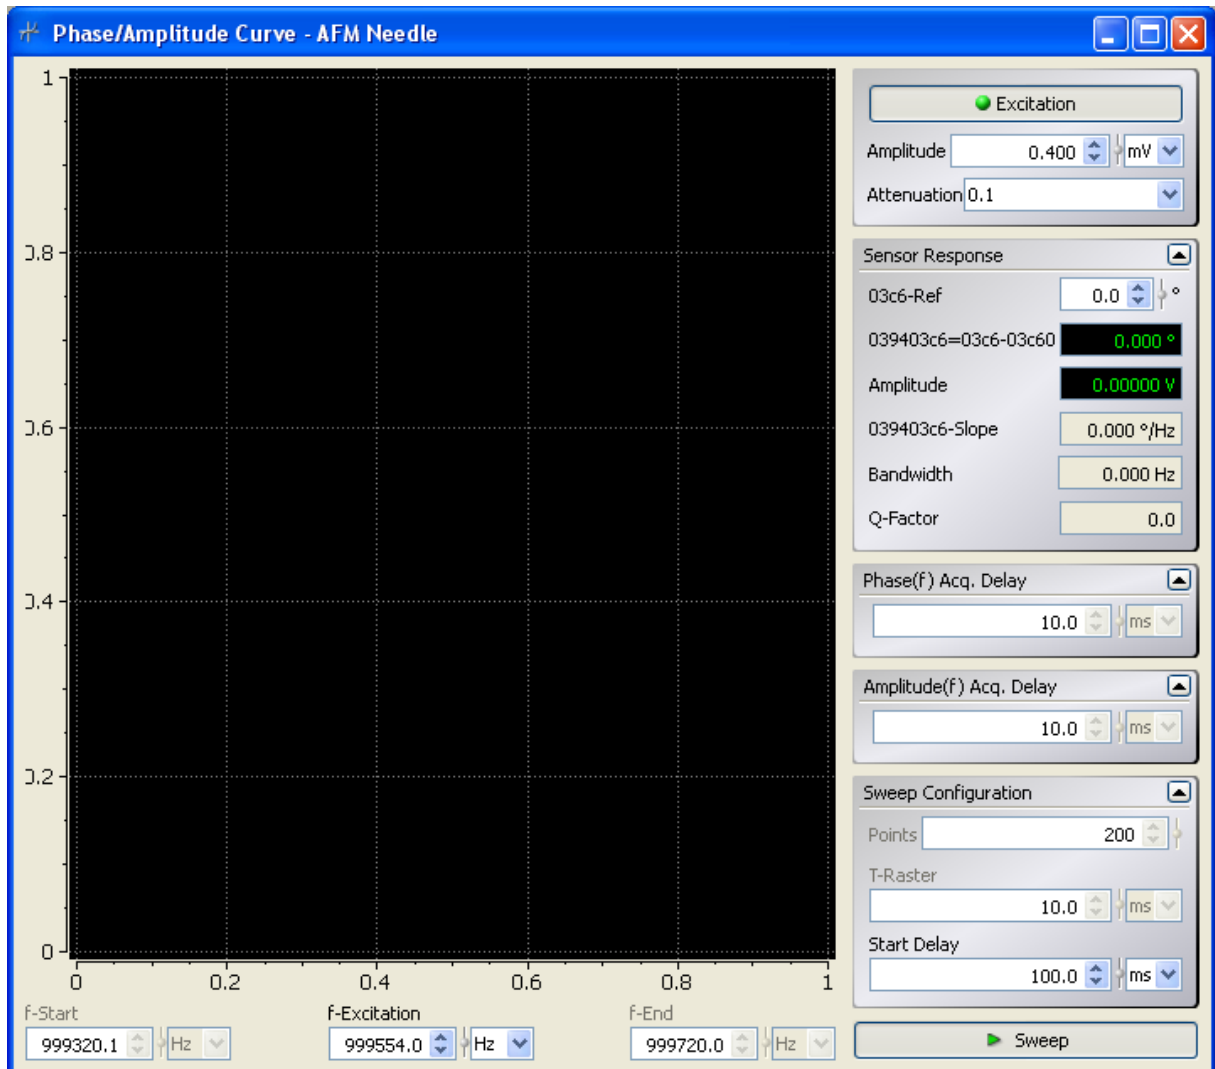 Phase/Amplitude Curve - AFM Needle
1
0.8
0.6
0.4
0.2
0
0 0.2 0.4 0.6 0.8 1
f-Start f-Excitation f-End
999320.1 Hz 999554.0 Hz 999720.0 Hz
Excitation
Amplitude 0.400 mV
Attenuation 0.1
Sensor Response
03c6-Ref 0.0 °
039403c6=03c6-03c60 0.000 °
Amplitude 0.00000 V
039403c6-Slope 0.000 °/Hz
Bandwidth 0.000 Hz
Q-Factor 0.0
Phase(f) Acq. Delay
10.0 ms
Amplitude(f) Acq. Delay
10.0 ms
Sweep Configuration
Points 200
T-Raster
10.0 ms
Start Delay
100.0 ms
Sweep